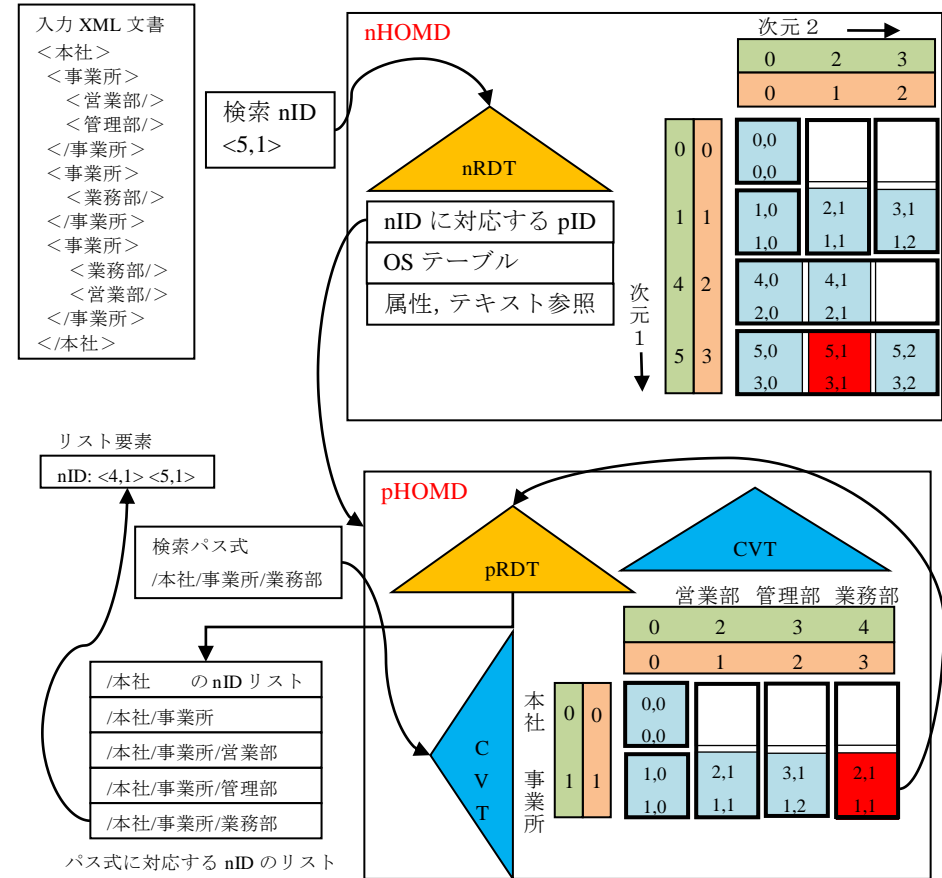 入力 XML 文書
＜本社＞
＜事業所＞
＜営業部/＞
＜管理部/＞
＜/事業所＞
＜事業所＞
＜業務部/＞
＜/事業所＞
＜事業所＞
＜業務部/＞
＜営業部/＞
＜/事業所＞
＜/本社＞
検索 nID
<5,1>
nHOMD
nRDT
nID に対応する pID
OS テーブル
属性, テキスト参照
次元２
0 2 3
0 1 2
次元１
0 0
1 1
4 2
5 3
0,0
0,0
1,0 2,1 3,1
1,0 1,1 1,2
4,0 4,1
2,0 2,1
5,0 5,1 5,2
3,0 3,1 3,2
リスト要素
nID: <4,1> <5,1>
検索パス式
/本社/事業所/業務部
pHOMD
pRDT
CVT
営業部 管理部 業務部
0 2 3 4
0 1 2 3
CVT
本社
事業所
0 0
1 1
0,0
0,0
1,0 2,1 3,1 2,1
1,0 1,1 1,2 1,1
/本社 の nID リスト
/本社/事業所
/本社/事業所/営業部
/本社/事業所/管理部
/本社/事業所/業務部
パス式に対応する nID のリスト